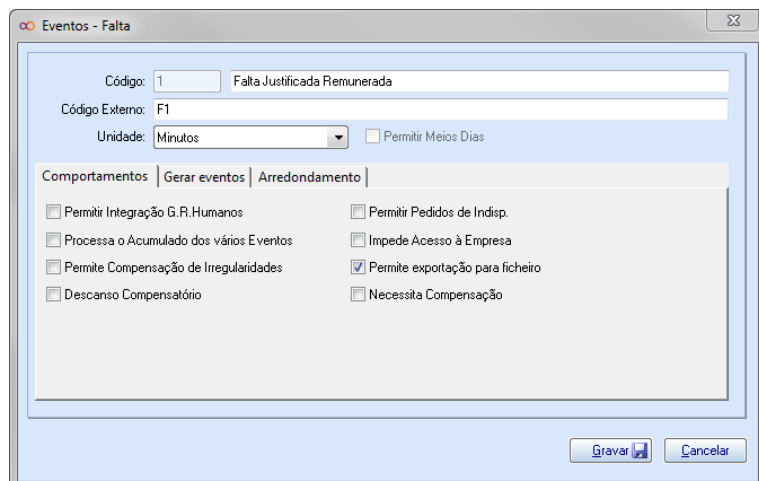 Eventos - Falta
Código: 1 Falta Justificada Remunerada
Código Externo: F1
Unidade: Minutos Permitir Meios Dias
Comportamentos Gerar eventos Arredondamento
Permitir Integração G.R.Humanos Permitir Pedidos de Indisp.
Processa o Acumulado dos vários Eventos Impede Acesso à Empresa
Permite Compensação de Irregularidades Permite exportação para ficheiro
Descanso Compensatório Necessita Compensação
Gravar Cancelar